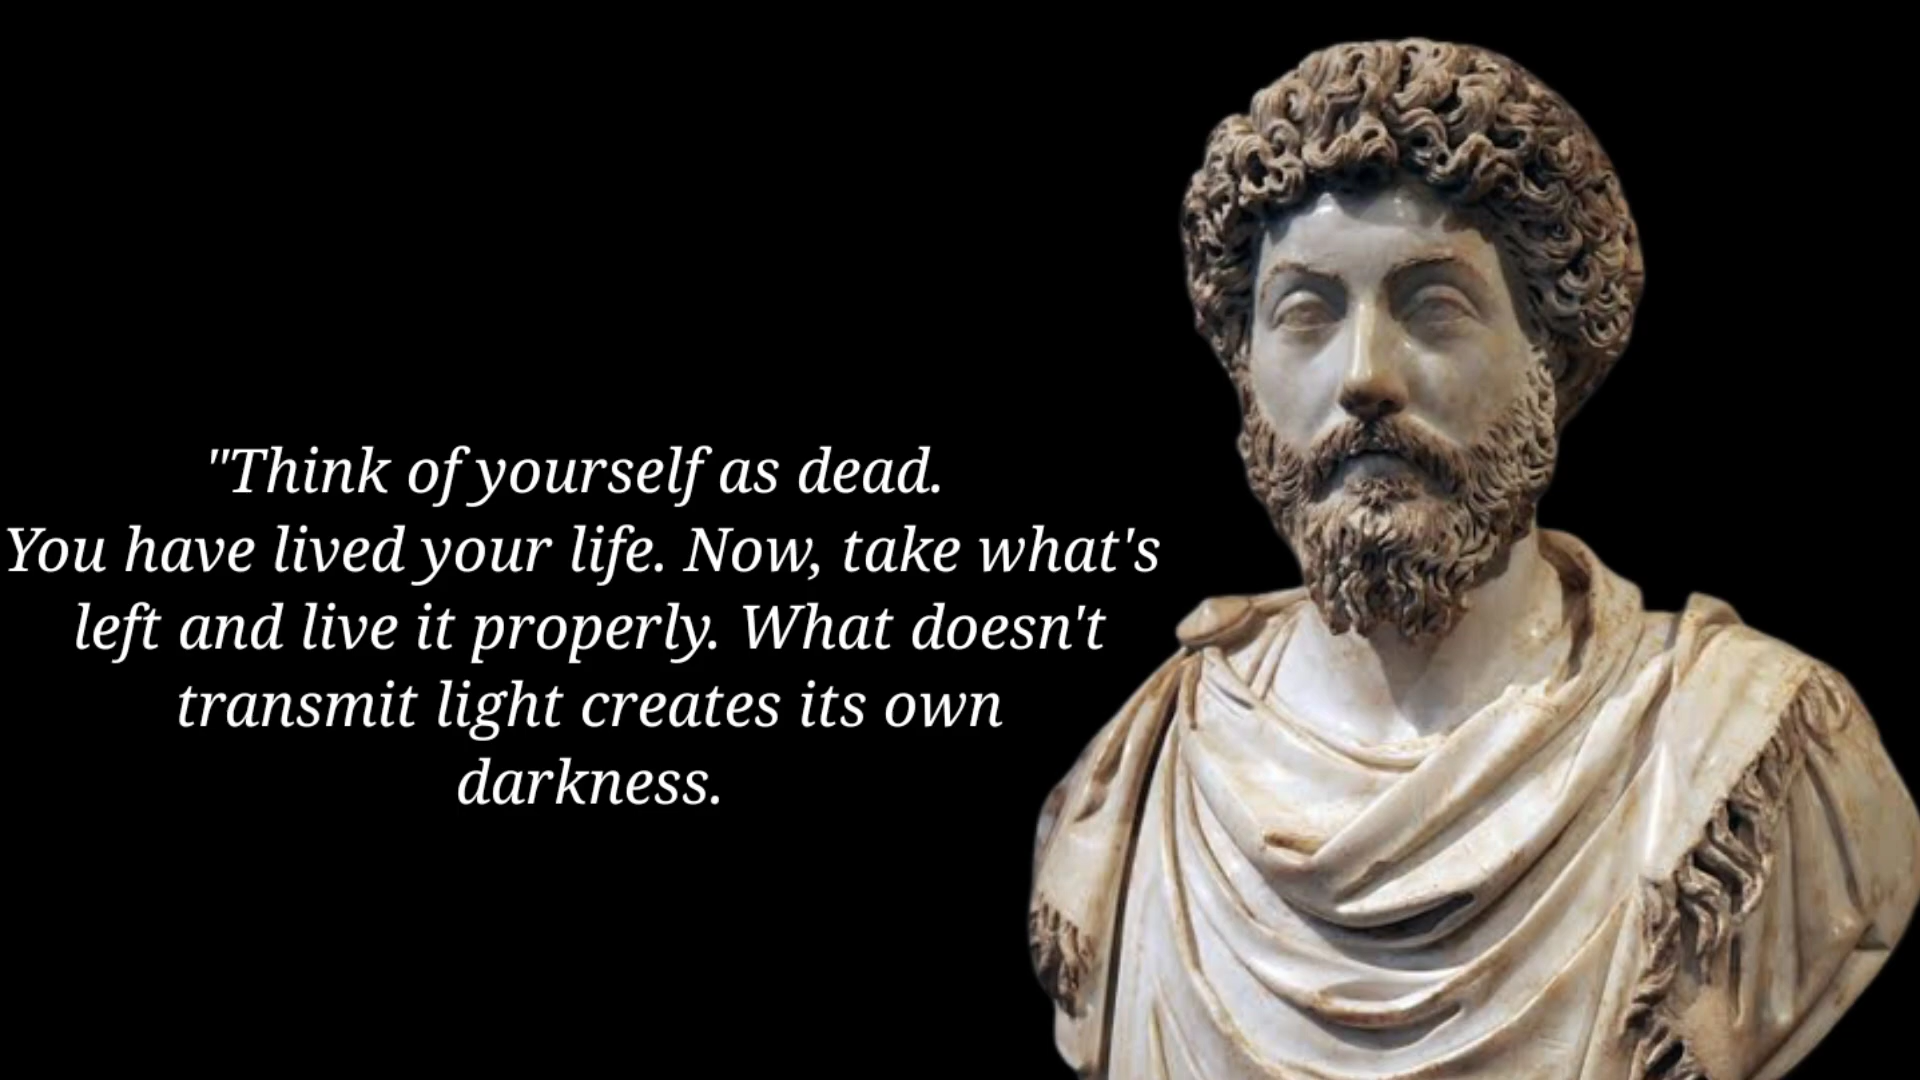 "Think of yourself as dead.
You have lived your life. Now, take what's
left and live it properly. What doesn't
transmit light creates its own
darkness.